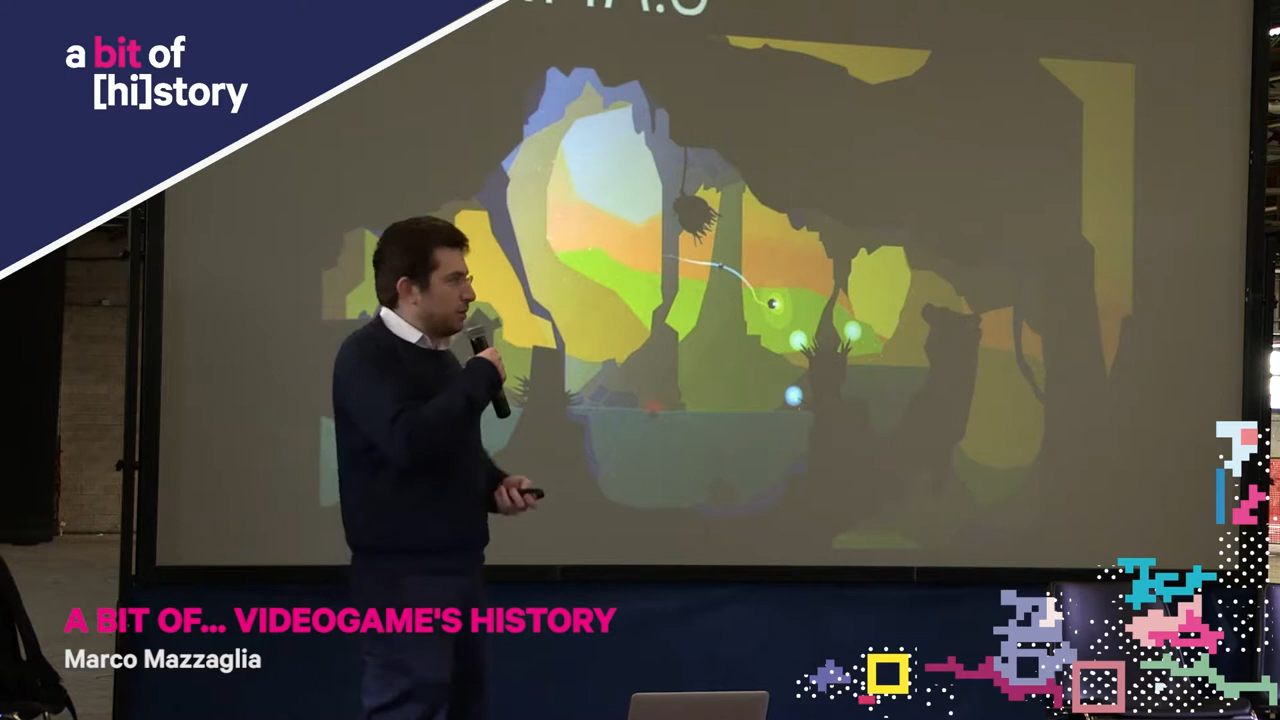 a bit of
[hi]story
A BIT OF... VIDEOGAME'S HISTORY
Marco Mazzaglia